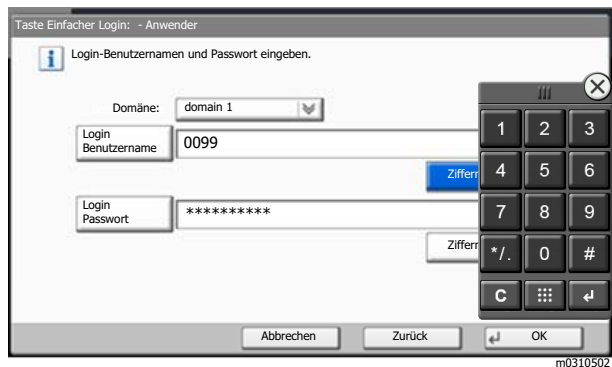 Taste Einfacher Login: - Anwender
Login-Benutzernamen und Passwort eingeben.
Domäne:
domain 1
Login
Benutzername
0099
Ziffern
Login
Passwort
**********
Ziffern
1 2 3
4 5 6
7 8 9
*/. 0 #
C
Abbrechen
Zurück
OK
m0310502